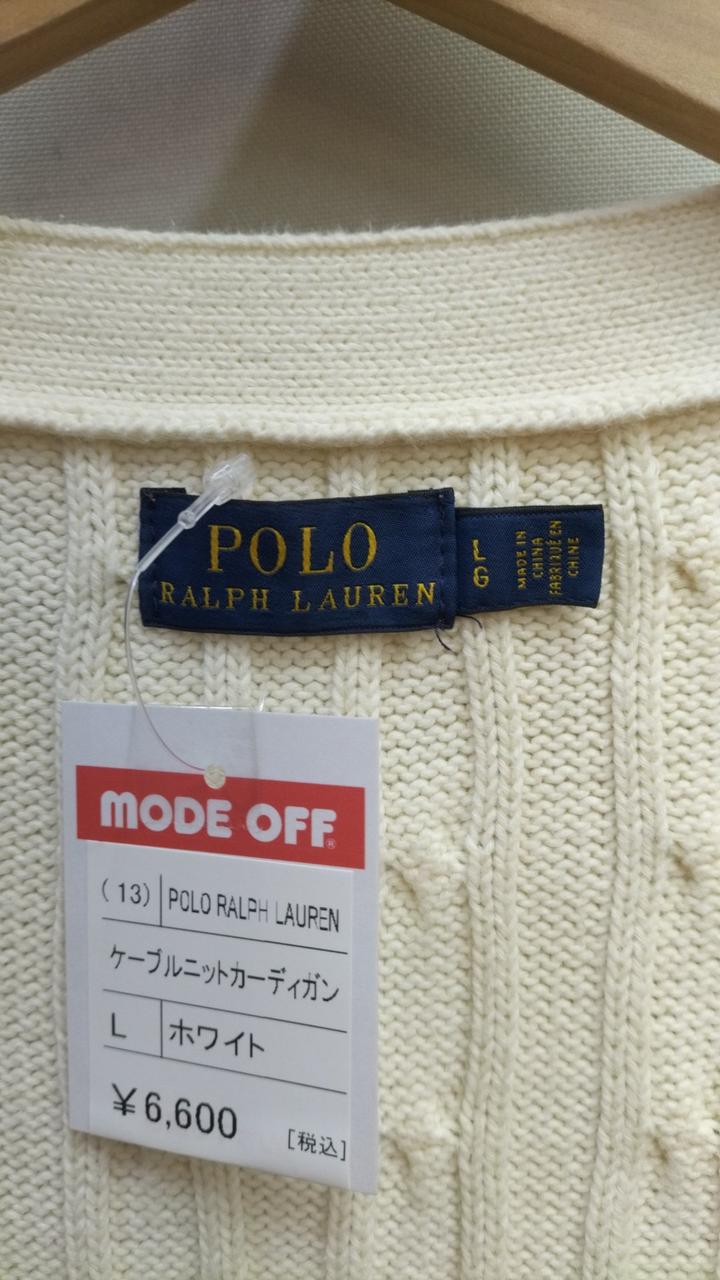 POLO
RALPH LAUREN
LG
MADE IN
CHINA
FABRIQUÉ EN
CHINE
MODE OFF®
(13) POLO RALPH LAUREN
ケーブルニットカーディガン
L ホワイト
¥6,600
[税込]